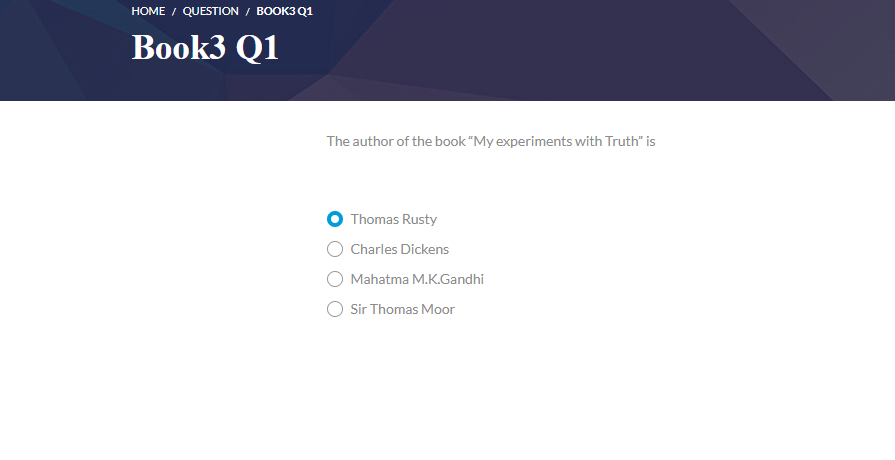 HOME / QUESTION / BOOK3 Q1
Book3 Q1
The author of the book “My experiments with Truth” is
Thomas Rusty
Charles Dickens
Mahatma M.K.Gandhi
Sir Thomas Moor